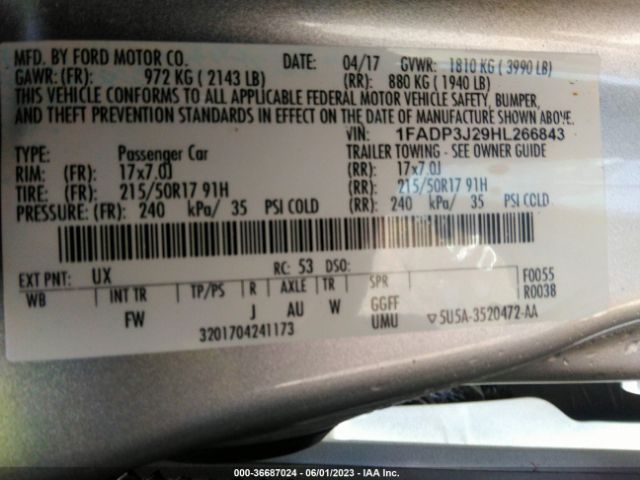 MFD. BY FORD MOTOR CO. DATE: 04/17 GVWR: 1810 KG ( 3990 LB)
GAWR: (FR): 972 KG ( 2143 LB) (RR): 880 KG ( 1940 LB)
THIS VEHICLE CONFORMS TO ALL APPLICABLE FEDERAL MOTOR VEHICLE SAFETY, BUMPER,
AND THEFT PREVENTION STANDARDS IN EFFECT ON THE DATE OF MANUFACTURE SHOWN ABOVE.
VIN: 1FADP3J29HL266843
TYPE: Passenger Car TRAILER TOWING - SEE OWNER GUIDE
RIM: (FR): 17x7.0J (RR): 17x7.0J
TIRE: (FR): 215/50R17 91H (RR): 215/50R17 91H
PRESSURE: (FR): 240 kPa/ 35 PSI COLD (RR): 240 kPa/ 35 PSI COLD
EXT PNT: UX RC: 53 DSO: F0055
WB INT TR TP/PS R AXLE TR SPR R0038
FW J AU W GGFF
UMU ▽5U5A-3520472-AA
3201704241173
000-36687024 - 06/01/2023 - IAA Inc.